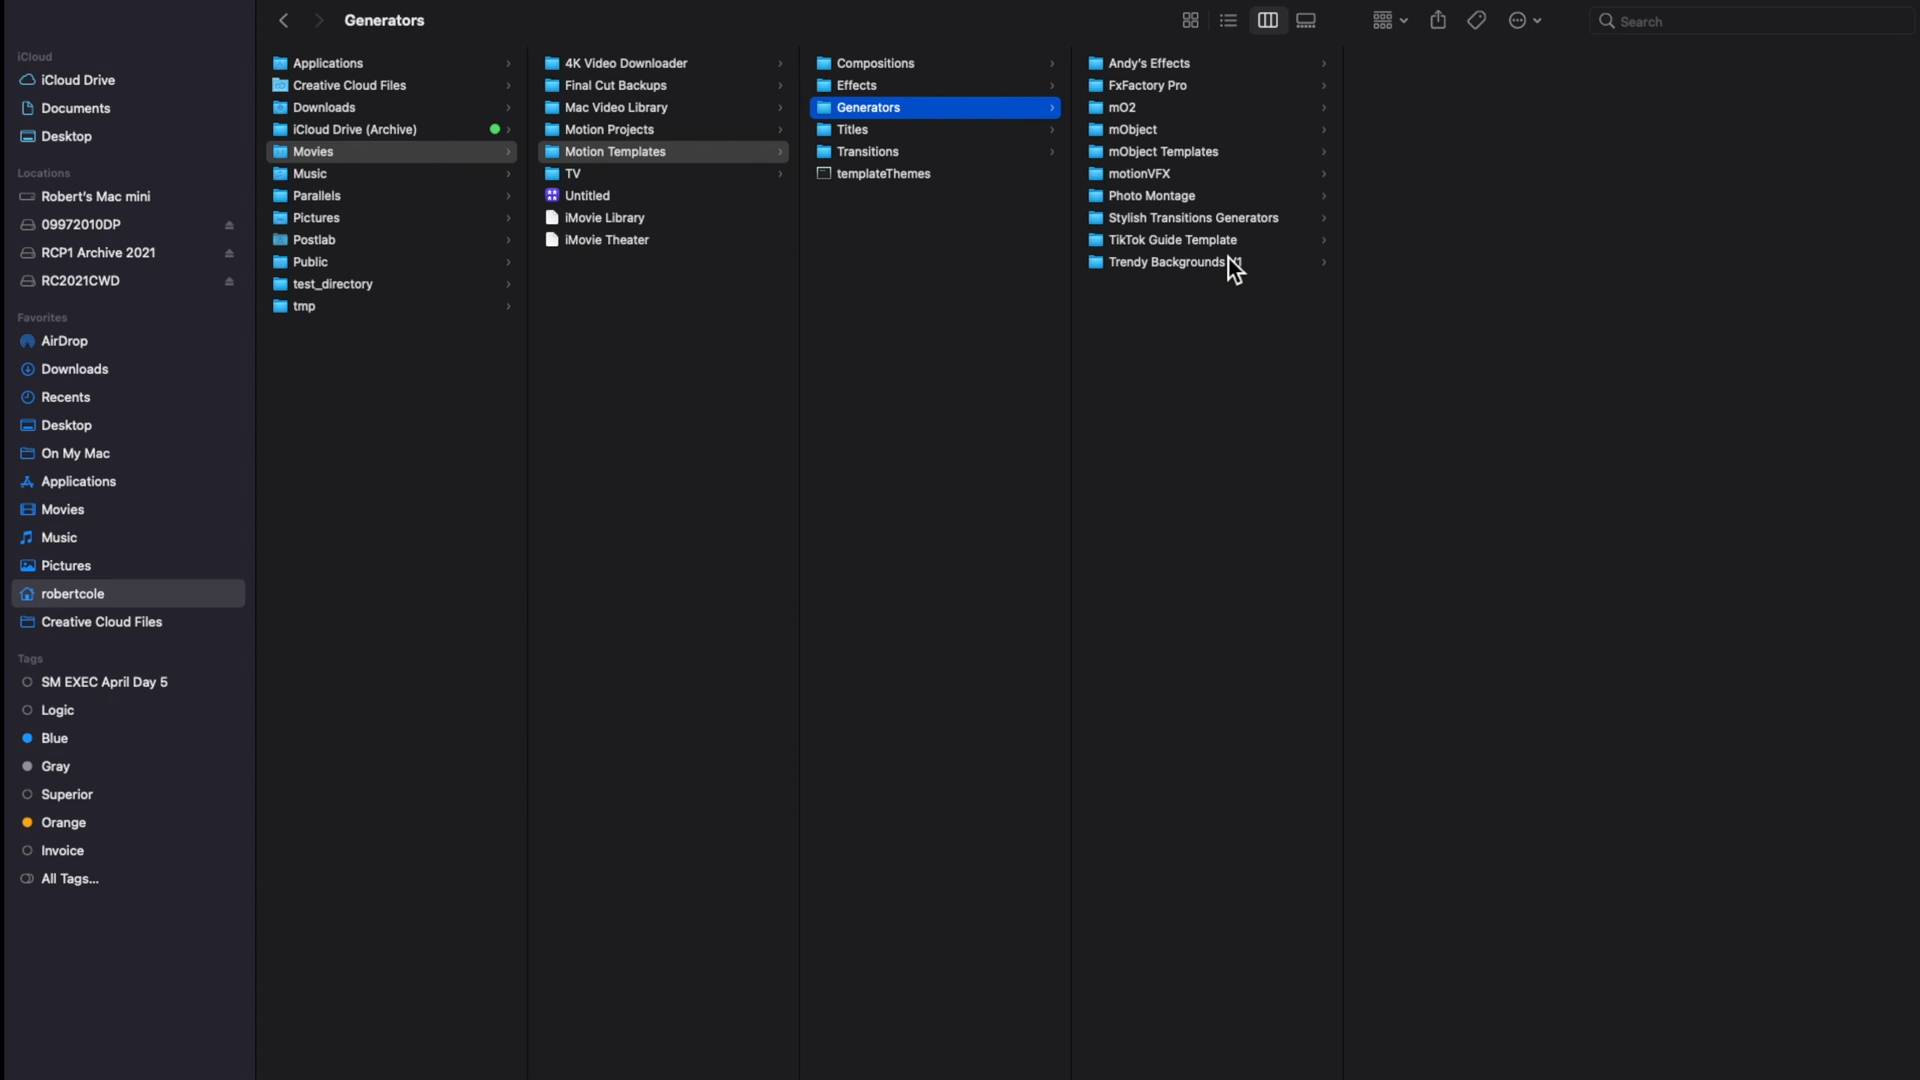 Generators
Search
iCloud
iCloud Drive
Documents
Desktop
Locations
Robert's Mac mini
09972010DP
RCP1 Archive 2021
RC2021CWD
Favorites
AirDrop
Downloads
Recents
Desktop
On My Mac
Applications
Movies
Music
Pictures
robertcole
Creative Cloud Files
Tags
SM EXEC April Day 5
Logic
Blue
Gray
Superior
Orange
Invoice
All Tags...
Applications
Creative Cloud Files
Downloads
iCloud Drive (Archive)
Movies
Music
Parallels
Pictures
Postlab
Public
test_directory
tmp
4K Video Downloader
Final Cut Backups
Mac Video Library
Motion Projects
Motion Templates
TV
Untitled
iMovie Library
iMovie Theater
Compositions
Effects
Generators
Titles
Transitions
templateThemes
Andy's Effects
FxFactory Pro
mO2
mObject
mObject Templates
motionVFX
Photo Montage
Stylish Transitions Generators
TikTok Guide Template
Trendy Backgrounds